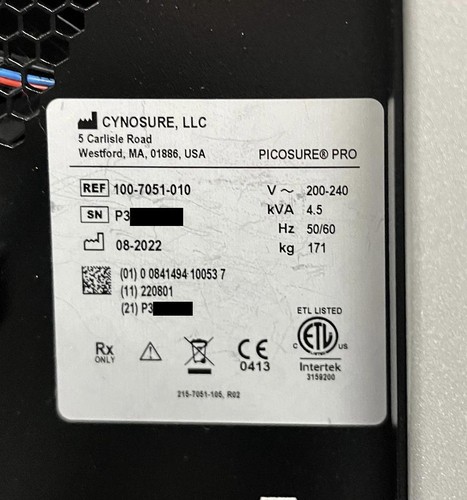 CYNOSURE, LLC
5 Carlisle Road
Westford, MA, 01886, USA
PICOSURE® PRO
REF 100-7051-010
SN P3
08-2022
V ~ 200-240
kVA 4.5
Hz 50/60
kg 171
(01) 0 0841494 10053 7
(11) 220801
(21) P3
Rx
ONLY
CE
0413
ETL LISTED
C ETL US
Intertek
3159200
215-7051-105, R02